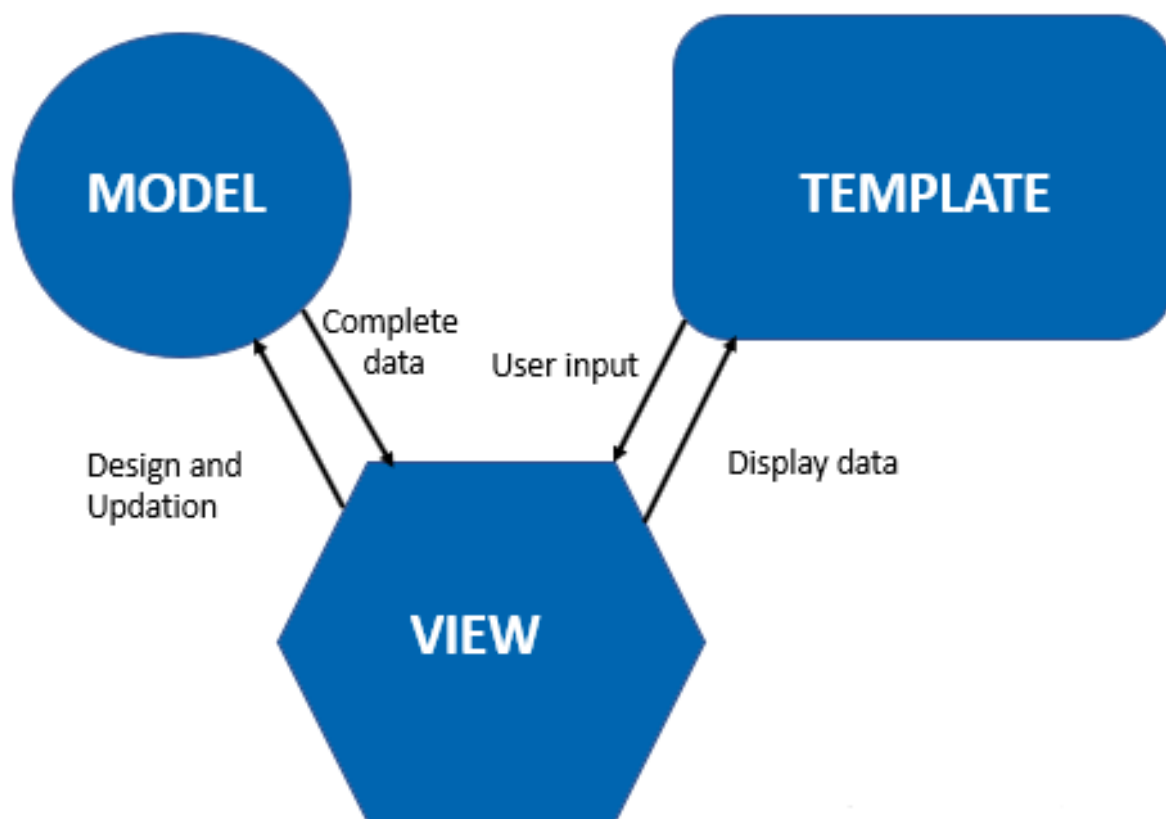 MODEL
TEMPLATE
Complete
data
User input
Design and
Updation
Display data
VIEW